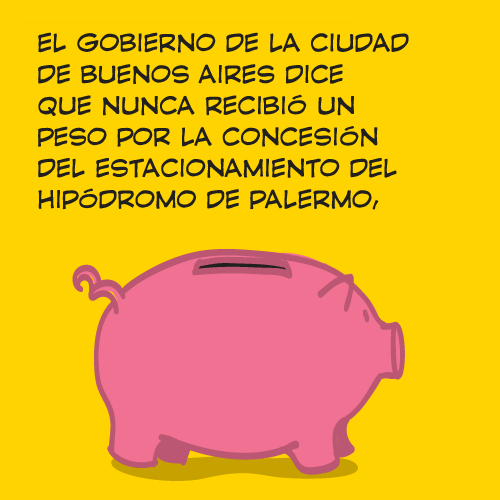 EL GOBIERNO DE LA CIUDAD
DE BUENOS AIRES DICE
QUE NUNCA RECIBIÓ UN
PESO POR LA CONCESIÓN
DEL ESTACIONAMIENTO DEL
HIPÓDROMO DE PALERMO,